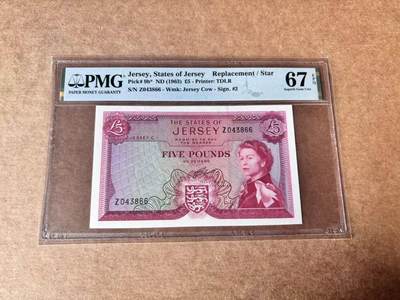 PMG
PAPER MONEY GUARANTY
Jersey, States of Jersey Replacement / Star
Pick# 9b* ND (1963) £5 - Printer: TDLR
S/N Z043866 - Wmk: Jersey Cow - Sign. #2
67 EPQ
Superb Gem Unc
£5
THE STATES OF
JERSEY
Z043866
£5
FIVE POUNDS
Z043866